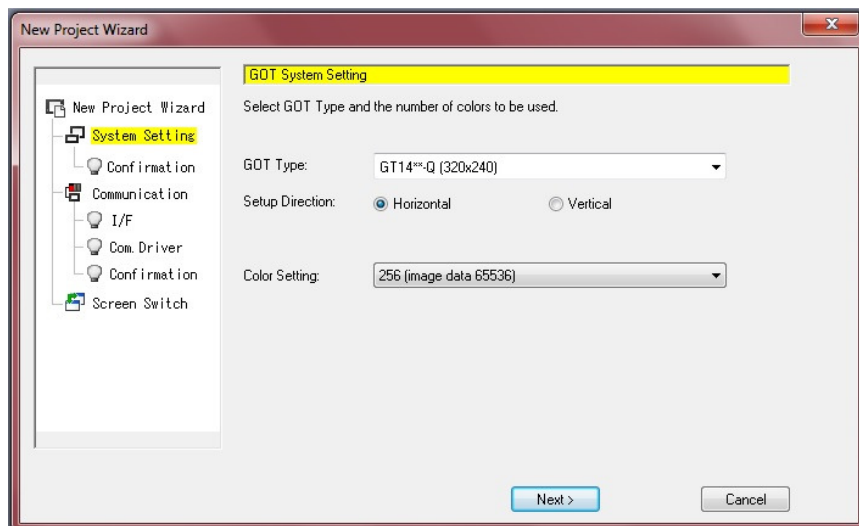 New Project Wizard
New Project Wizard
System Setting
Confirmation
Communication
I/F
Com.Driver
Confirmation
Screen Switch
GOT System Setting
Select GOT Type and the number of colors to be used.
GOT Type: GT14**-Q (320x240)
Setup Direction: Horizontal Vertical
Color Setting: 256 (image data 65536)
Next > Cancel